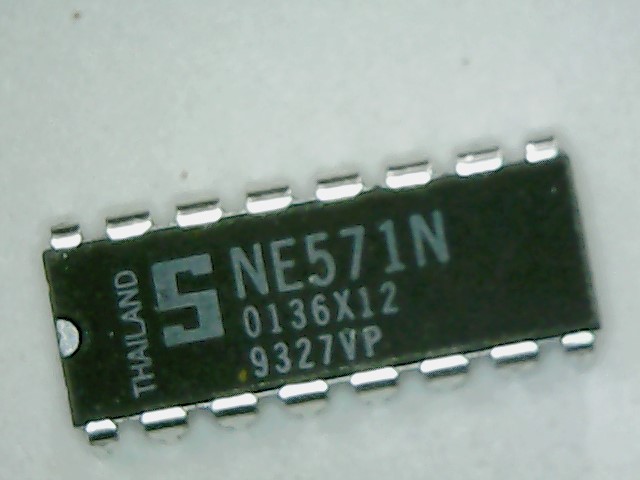 THAILAND
S
NE571N
0136X12
9327VP